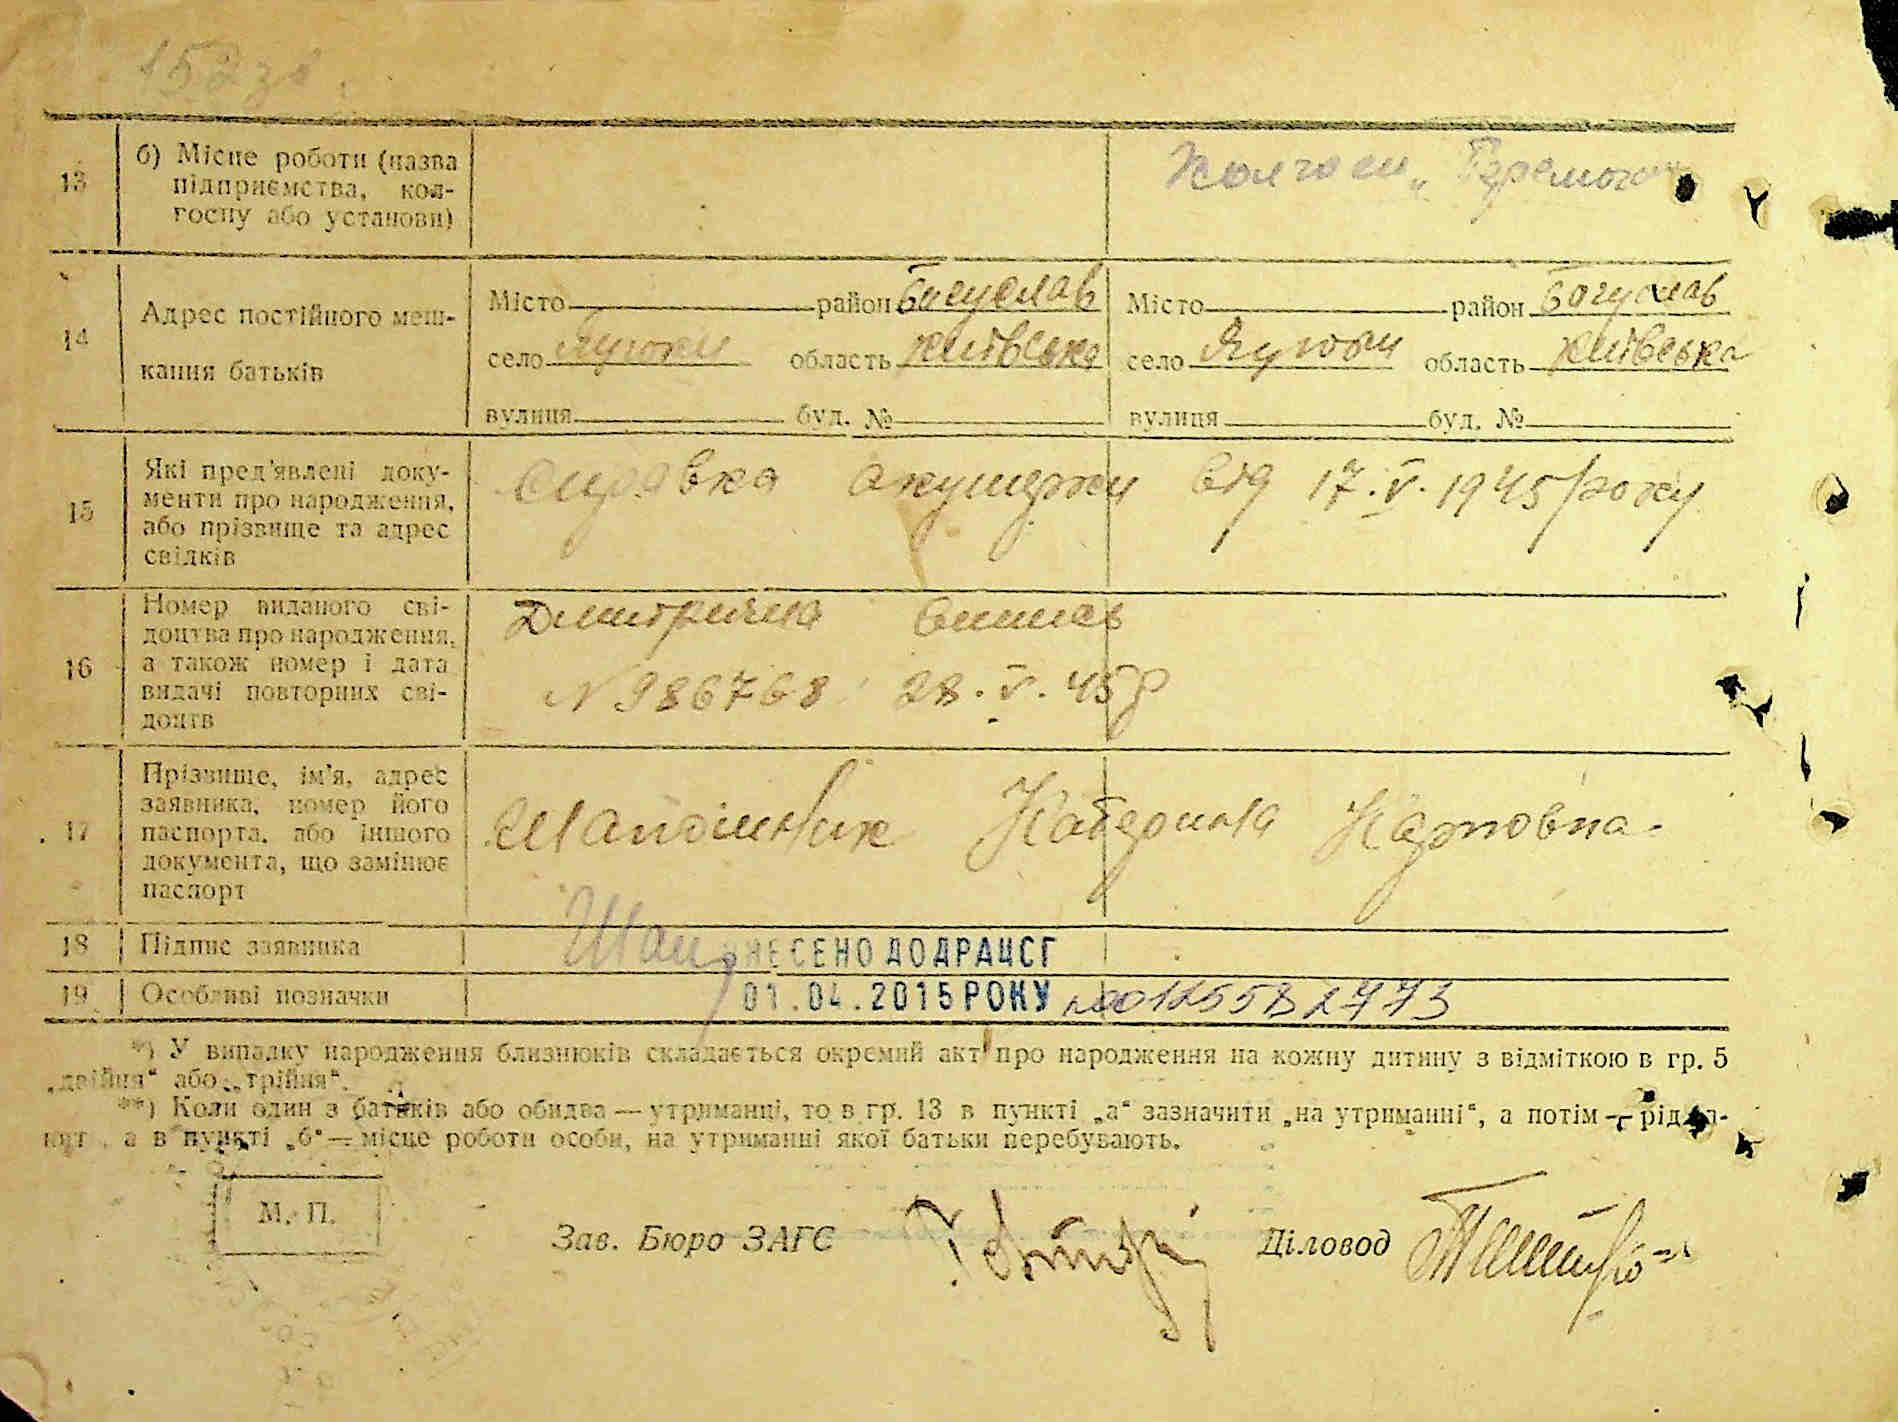 152зв.
13 б) Місце роботи (назва підприємства, колгоспу або установи)
Колгосп „Перемога"
14 Адрес постійного мешкання батьків
Місто район Богуслав Місто район Богуслав
село область Київська село область Київська
вулиця буд. № вулиця буд. №
15 Які пред'явлені документи про народження, або прізвище та адрес свідків
Справка акушерки від 17.V.1945 року
16 Номер виданого свідоцтва про народження, а також номер і дата видачі повторних свідоцтв
N 986768 28.V.45р
17 Прізвище, ім'я, адрес заявника, номер його паспорта, або іншого документа, що замінює паспорт
Катерина Карповна
18 Підпис заявника
ВНЕСЕНО ДО ДРАЦСГ
19 Особливі позначки
01.04.2015 РОКУ №00125582773
*) У випадку народження близнюків складається окремий акт про народження на кожну дитину з відміткою в гр. 5
„двійня" або „трійня".
**) Коли один з батьків або обидва — утриманці, то в гр. 13 в пункті „а" зазначити „на утриманні", а потім —
а в пункті „б" — місце роботи особи, на утриманні якої батьки перебувають.
М. П.
Зав. Бюро ЗАГС Діловод